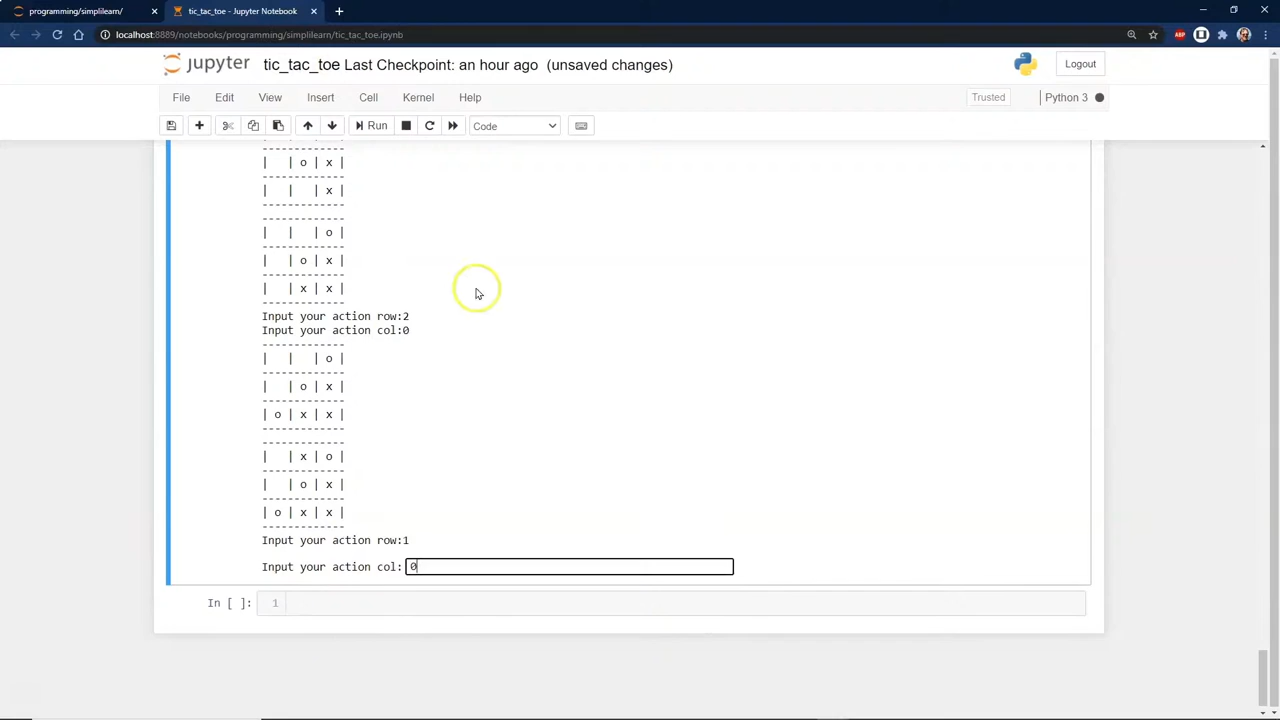 programming/simplilearn/
tic_tac_toe - Jupyter Notebook
localhost:8889/notebooks/programming/simplilearn/tic_tac_toe.ipynb
ABP
jupyter tic_tac_toe Last Checkpoint: an hour ago (unsaved changes)
Logout
File Edit View Insert Cell Kernel Help
Trusted
Python 3
Run
Code
-------------
|   | o | x |
-------------
|   |   | x |
-------------
-------------
|   |   | o |
-------------
|   | o | x |
-------------
|   | x | x |
-------------
Input your action row:2
Input your action col:0
-------------
|   |   | o |
-------------
|   | o | x |
-------------
| o | x | x |
-------------
-------------
|   | x | o |
-------------
|   | o | x |
-------------
| o | x | x |
-------------
Input your action row:1
Input your action col: 0
In [ ]: 1